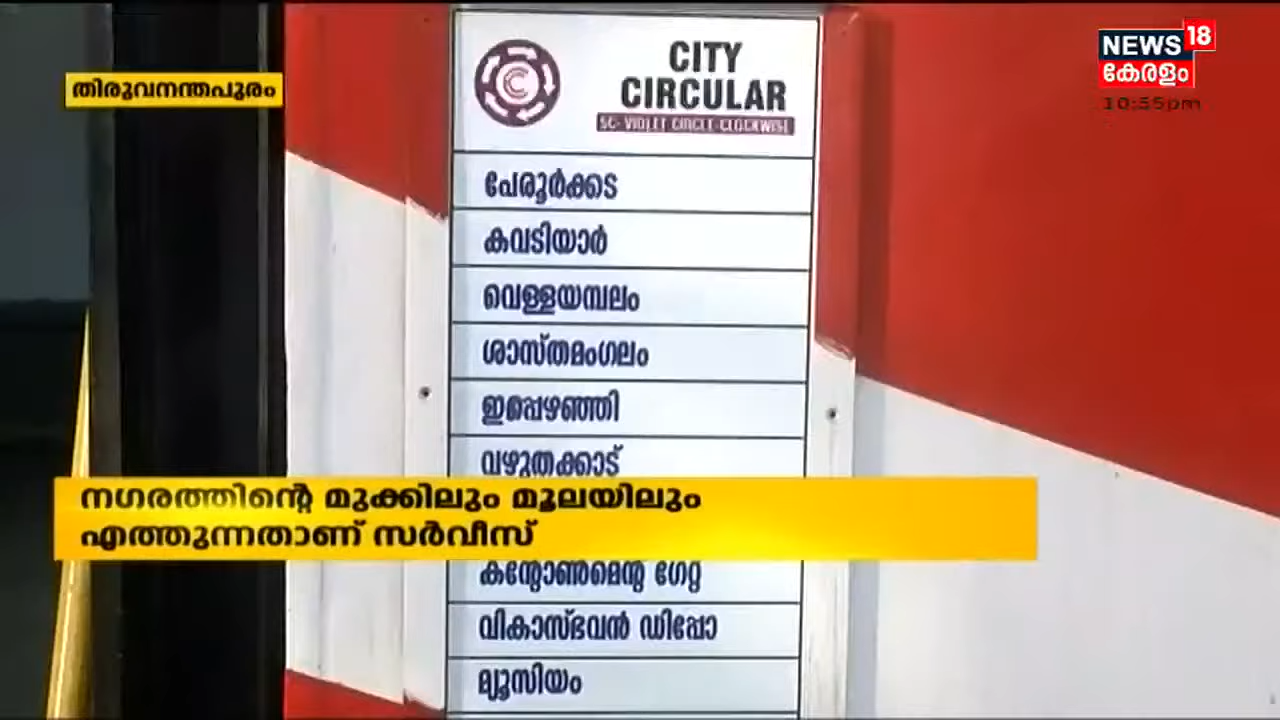 NEWS 18
കേരളം
10:55pm
തിരുവനന്തപുരം
C
CITY
CIRCULAR
5C- VIOLET CIRCLE-CLOCKWISE
പേരൂർക്കട
കവടിയാർ
വെള്ളയമ്പലം
ശാസ്തമംഗലം
ഇടപ്പഴഞ്ഞി
വഴുതക്കാട്
നഗരത്തിന്റെ മുക്കിലും മൂലയിലും
എത്തുന്നതാണ് സർവീസ്
കന്റോൺമെന്റ ഗേറ്റ
വികാസ്ഭവൻ ഡിപ്പോ
മ്യൂസിയം